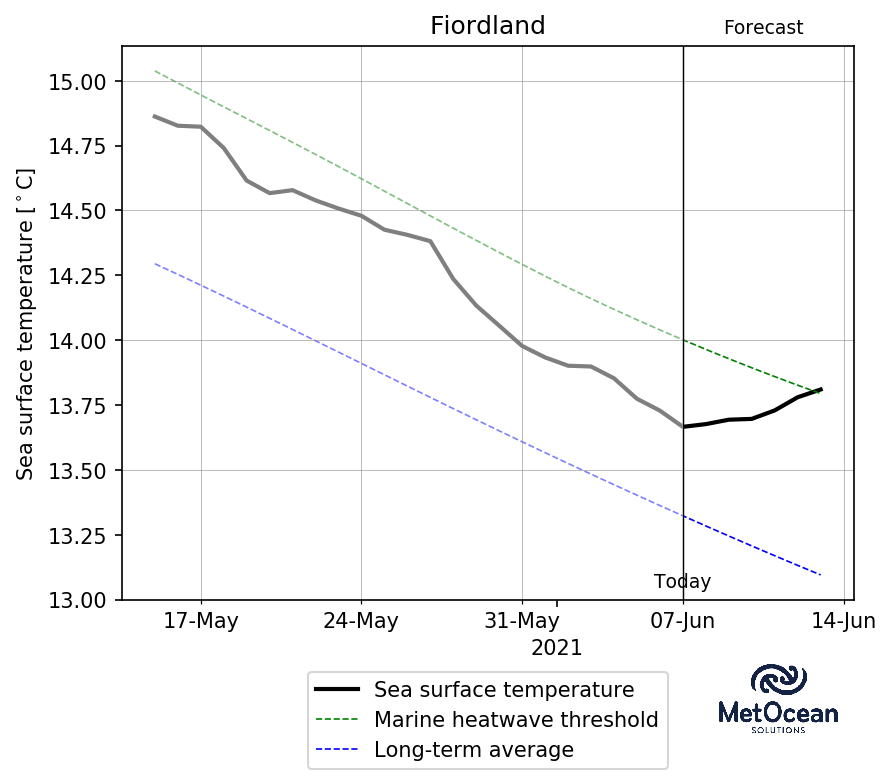 Fiordland
Forecast
Sea surface temperature [°C]
15.00
14.75
14.50
14.25
14.00
13.75
13.50
13.25
13.00
Today
17-May
24-May
31-May
07-Jun
14-Jun
2021
Sea surface temperature
Marine heatwave threshold
Long-term average
MetOcean
SOLUTIONS